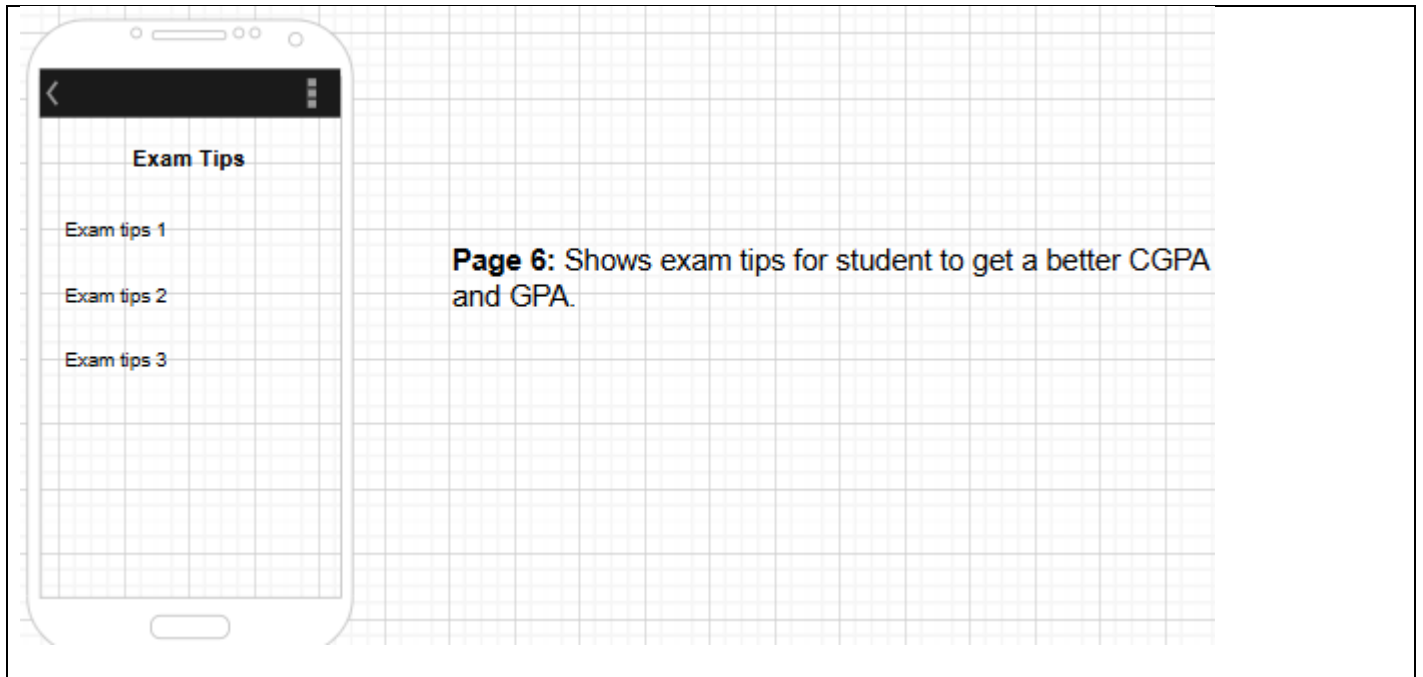 Exam Tips
Exam tips 1
Exam tips 2
Exam tips 3
Page 6: Shows exam tips for student to get a better CGPA
and GPA.